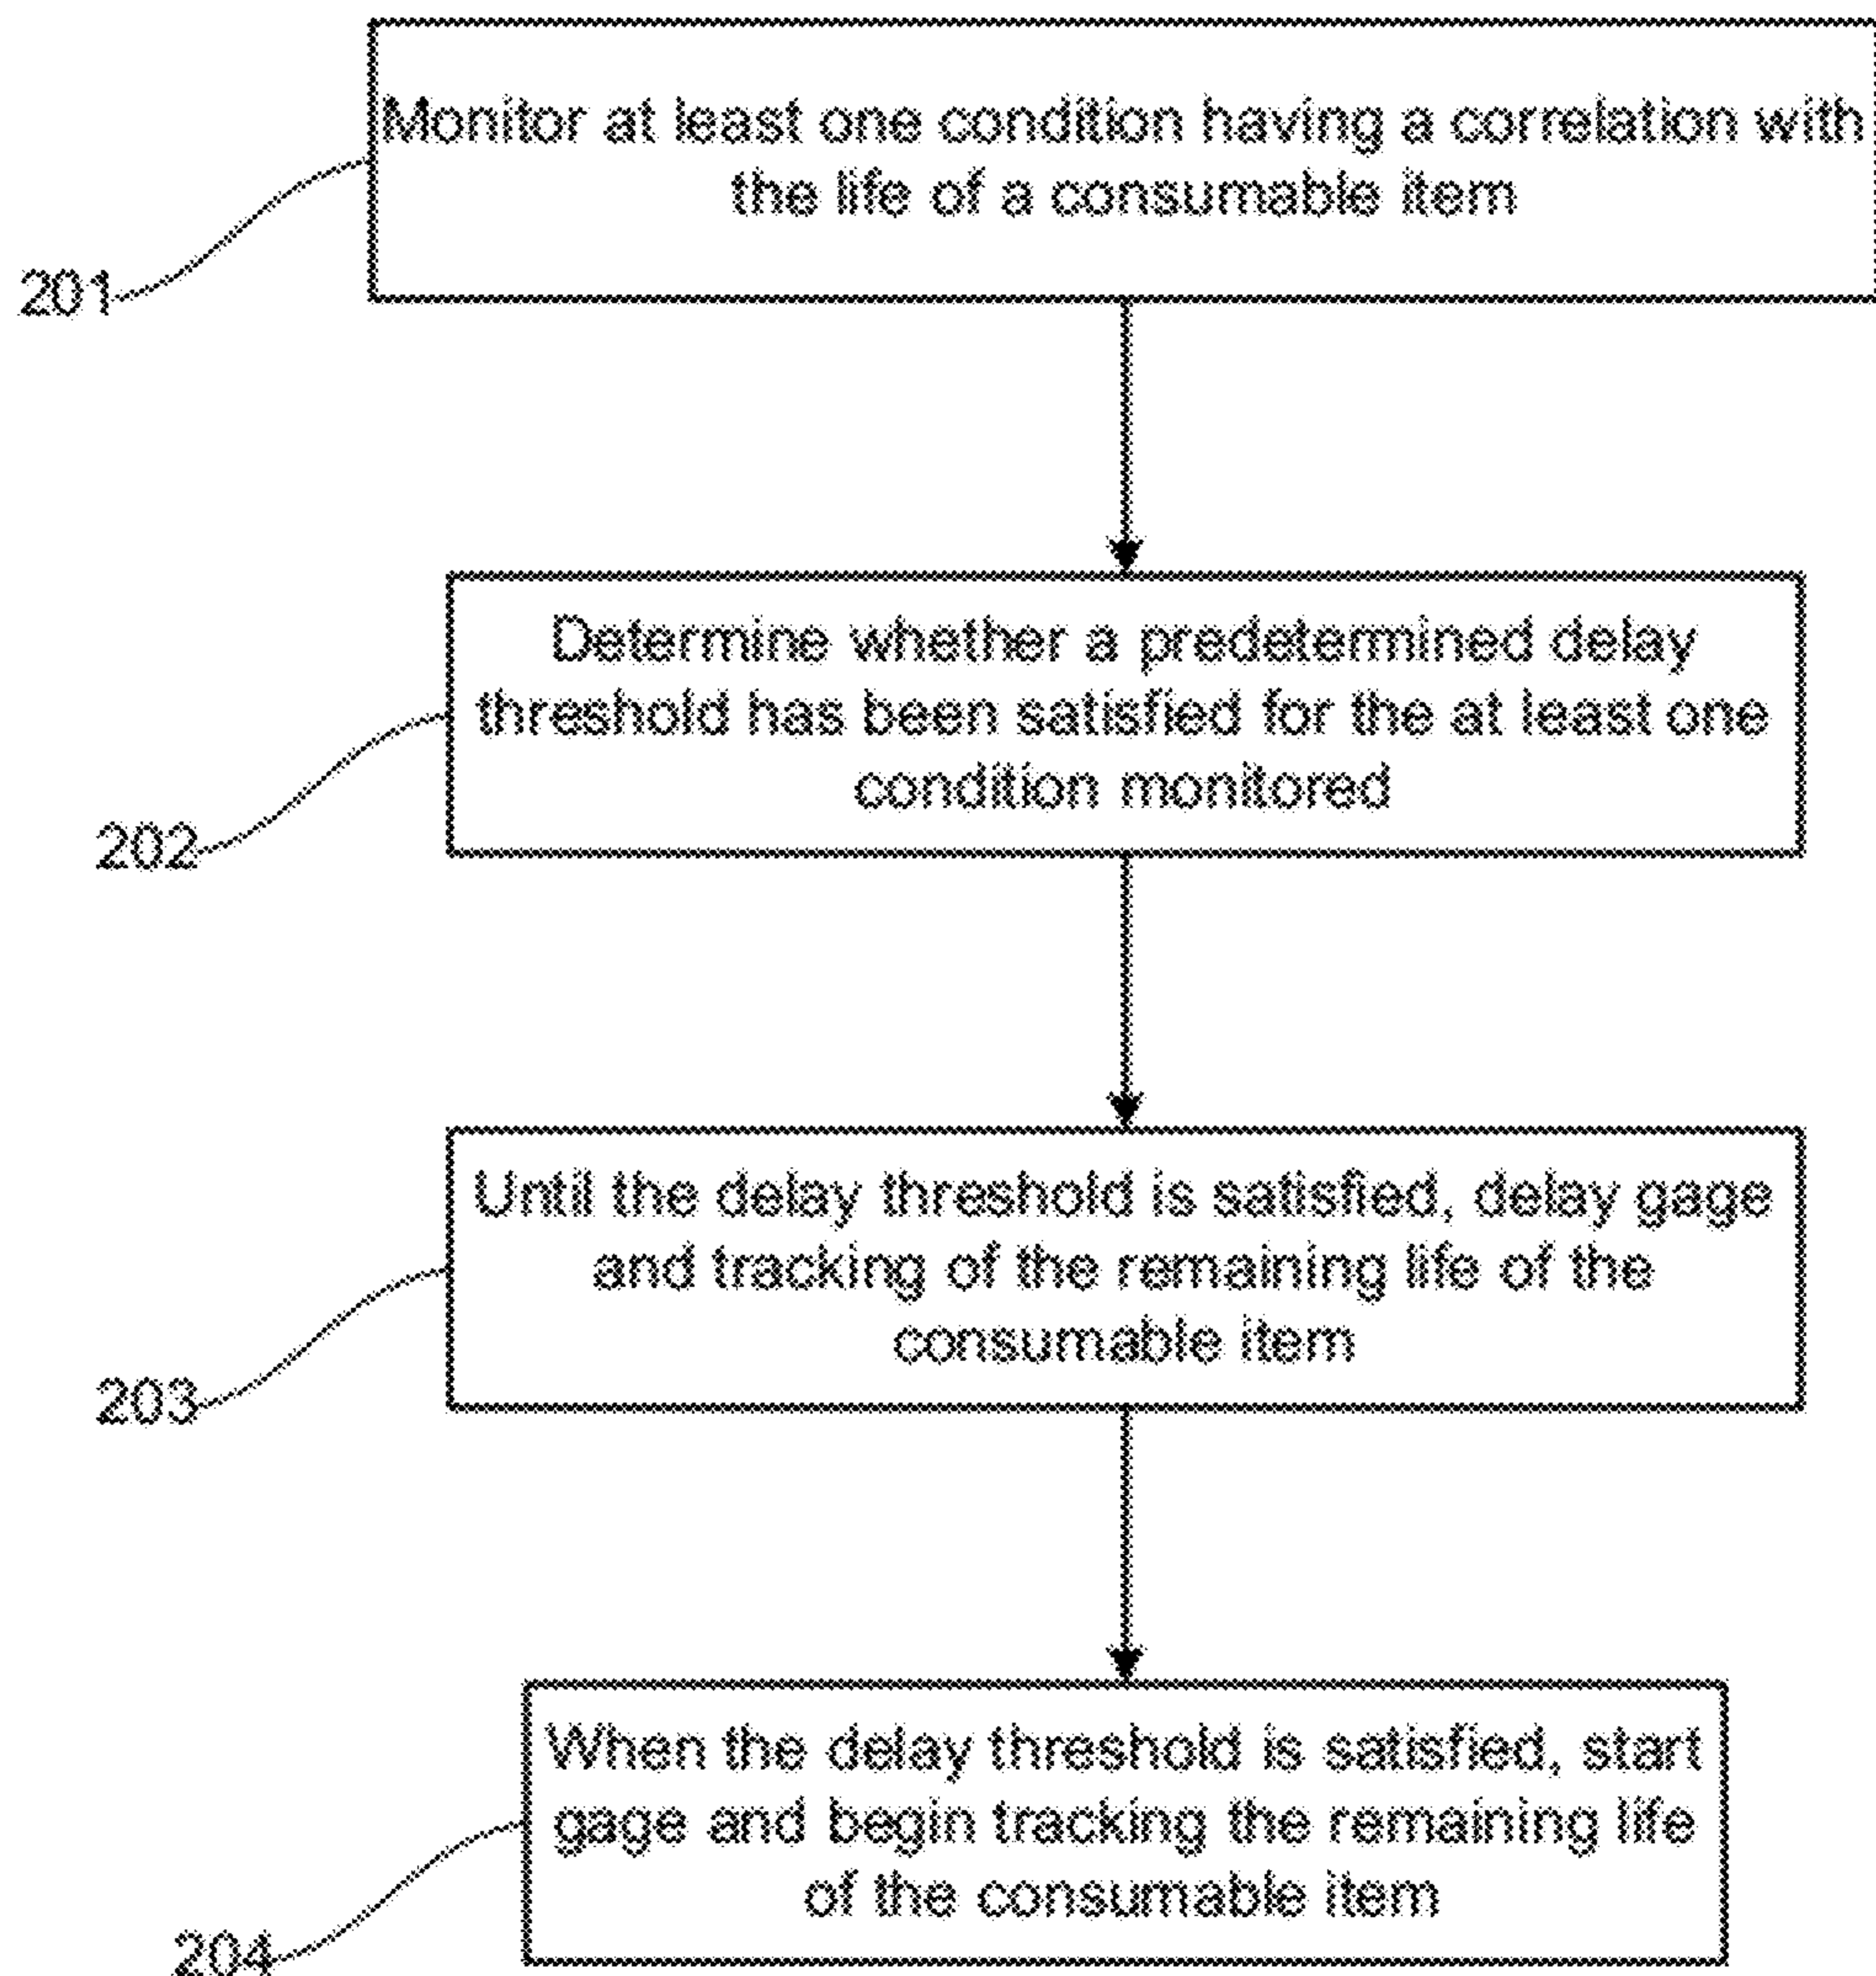 Monitor at least one condition having a correlation with
the life of a consumable item
201
Determine whether a predetermined delay
threshold has been satisfied for the at least one
condition monitored
202
Until the delay threshold is satisfied, delay gage
and tracking of the remaining life of the
consumable item
203
When the delay threshold is satisfied, start
gage and begin tracking the remaining life
of the consumable item
204